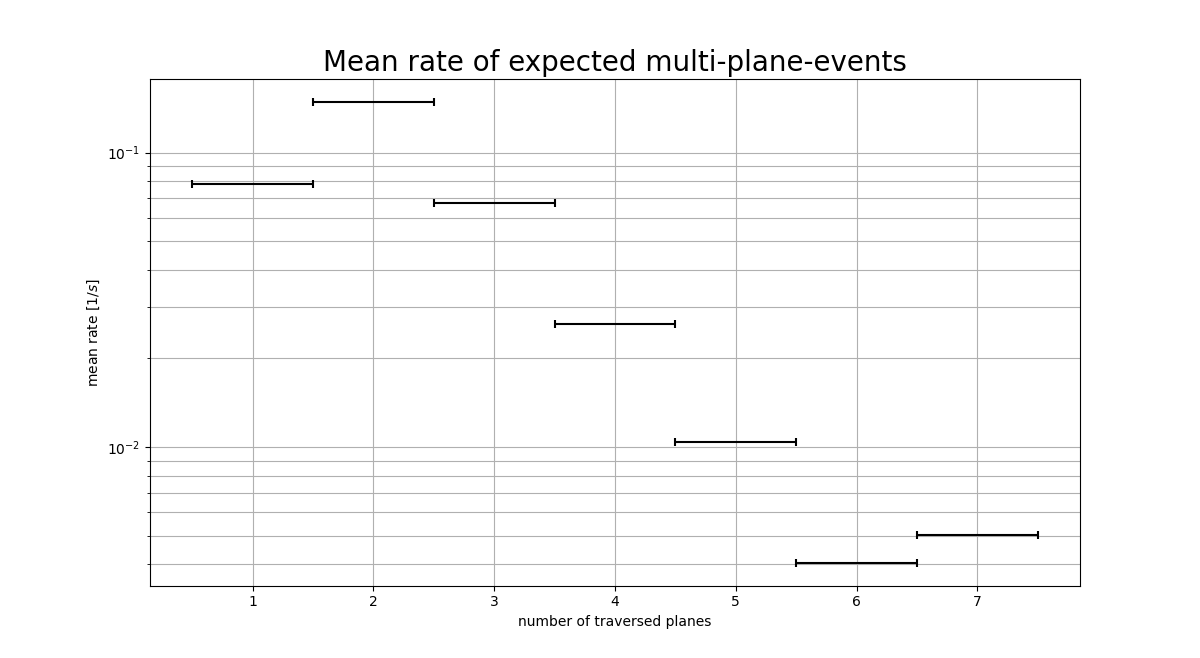 Mean rate of expected multi-plane-events
mean rate [1/s]
10⁻¹
10⁻²
1 2 3 4 5 6 7
number of traversed planes